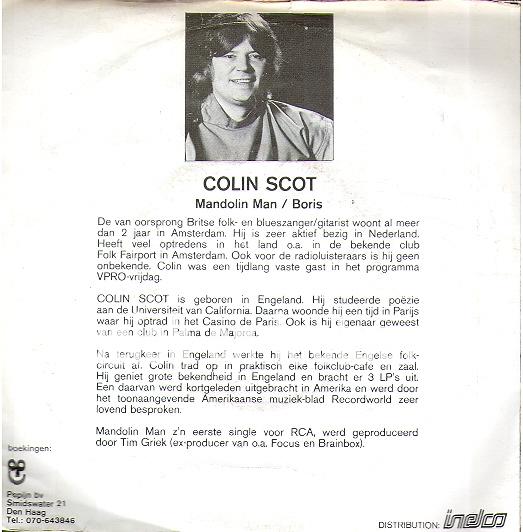 COLIN SCOT
Mandolin Man / Boris
De van oorsprong Britse folk- en blueszanger/gitarist woont al meer
dan 2 jaar in Amsterdam. Hij is zeer aktief bezig in Nederland.
Heeft veel optredens in het land o.a. in de bekende club
Folk Fairport in Amsterdam. Ook voor de radioluisteraars is hij geen
onbekende. Colin was een tijdlang vaste gast in het programma
VPRO-vrijdag.
COLIN SCOT is geboren in Engeland. Hij studeerde poëzie
aan de Universiteit van California. Daarna woonde hij een tijd in Parijs
waar hij optrad in het Casino de Paris. Ook is hij eigenaar geweest
van een club in Palma de Majorca.
Na terugkeer in Engeland werkte hij het bekende Engelse folk-
circuit af. Colin trad op in praktisch elke folkclub-cafe en zaal.
Hij geniet grote bekendheid in Engeland en bracht er 3 LP's uit.
Een daarvan werd kortgeleden uitgebracht in Amerika en werd door
het toonaangevende Amerikaanse muziek-blad Recordworld zeer
lovend besproken.
Mandolin Man z'n eerste single voor RCA, werd geproduceerd
door Tim Griek (ex-producer van o.a. Focus en Brainbox).
boekingen:
Pepijn bv
Smidswater 21
Den Haag
Tel.: 070-643846
DISTRIBUTION: inelco